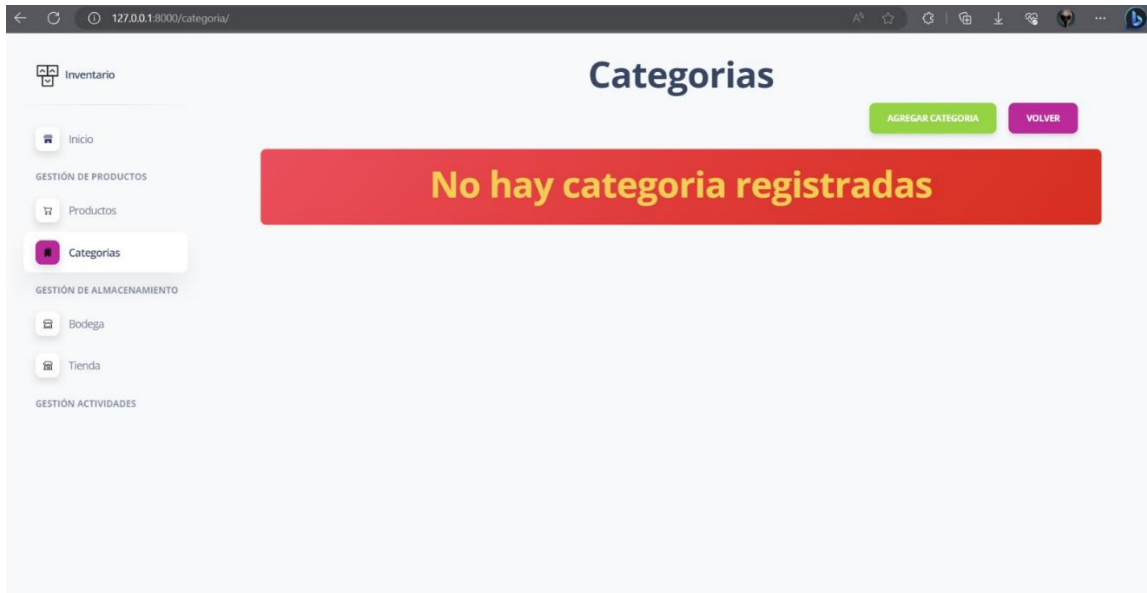 127.0.0.1:8000/categoria/
Inventario
Categorias
AGREGAR CATEGORIA
VOLVER
Inicio
No hay categoria registradas
GESTIÓN DE PRODUCTOS
Productos
Categorias
GESTIÓN DE ALMACENAMIENTO
Bodega
Tienda
GESTIÓN ACTIVIDADES